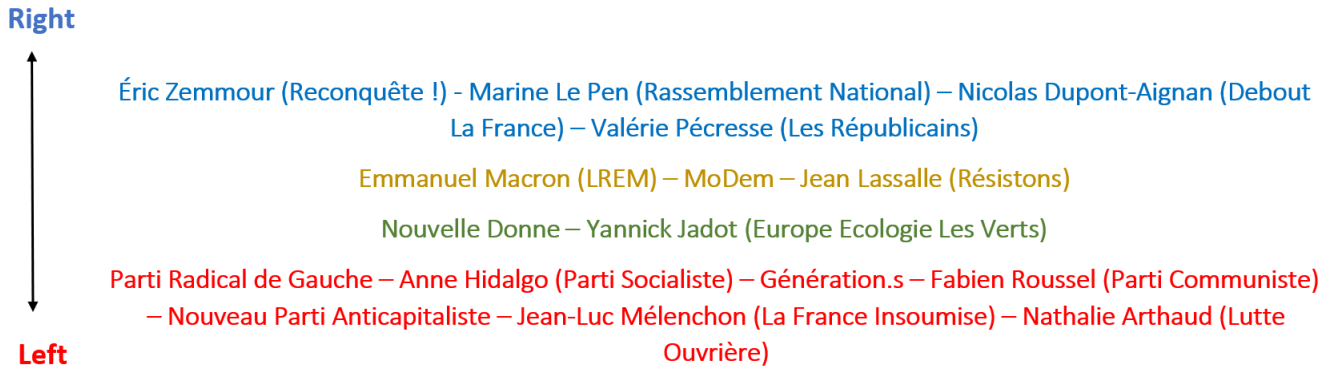 Right
Éric Zemmour (Reconquête !) - Marine Le Pen (Rassemblement National) – Nicolas Dupont-Aignan (Debout
La France) – Valérie Pécresse (Les Républicains)
Emmanuel Macron (LREM) – MoDem – Jean Lassalle (Résistons)
Nouvelle Donne – Yannick Jadot (Europe Ecologie Les Verts)
Parti Radical de Gauche – Anne Hidalgo (Parti Socialiste) – Génération.s – Fabien Roussel (Parti Communiste)
– Nouveau Parti Anticapitaliste – Jean-Luc Mélenchon (La France Insoumise) – Nathalie Arthaud (Lutte
Ouvrière)
Left